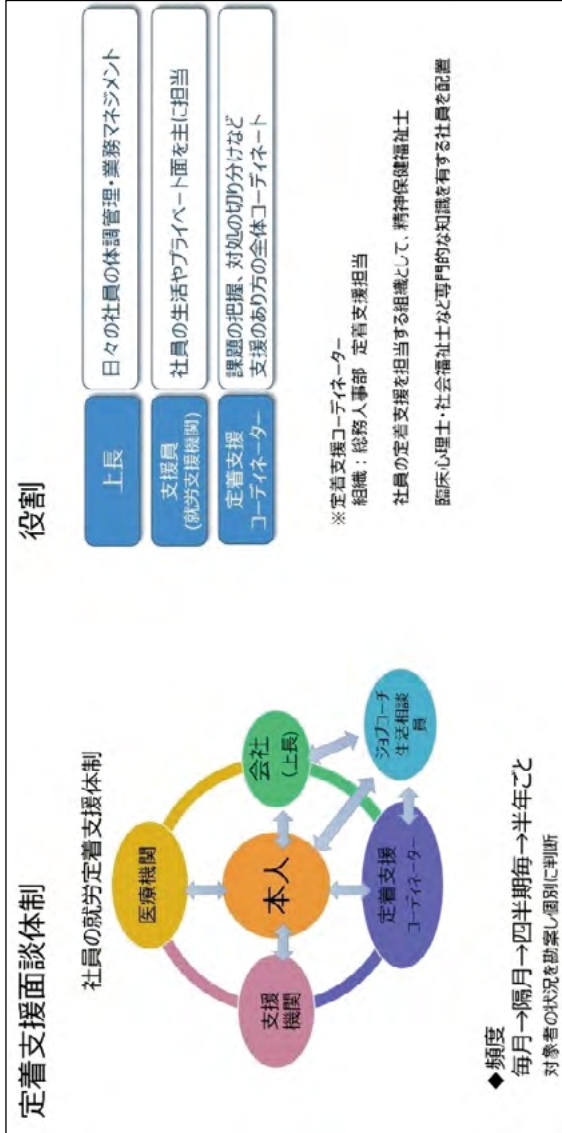 定着支援面談体制
社員の就労定着支援体制
医療機関
会社
(上長)
本人
支援
機関
定着支援
コーディネーター
ジョブコーチ
生活相談
員
◆頻度
毎月→隔月→四半期毎→半年ごと
対象者の状況を勘案し個別に判断
役割
上長
日々の社員の体調管理・業務マネジメント
支援員
(就労支援機関)
社員の生活やプライベート面を主に担当
定着支援
コーディネーター
課題の把握、対処の切り分けなど
支援のあり方の全体コーディネート
※定着支援コーディネーター
組織：総務人事部 定着支援担当
社員の定着支援を担当する組織として、精神保健福祉士
臨床心理士・社会福祉士など専門的な知識を有する社員を配置